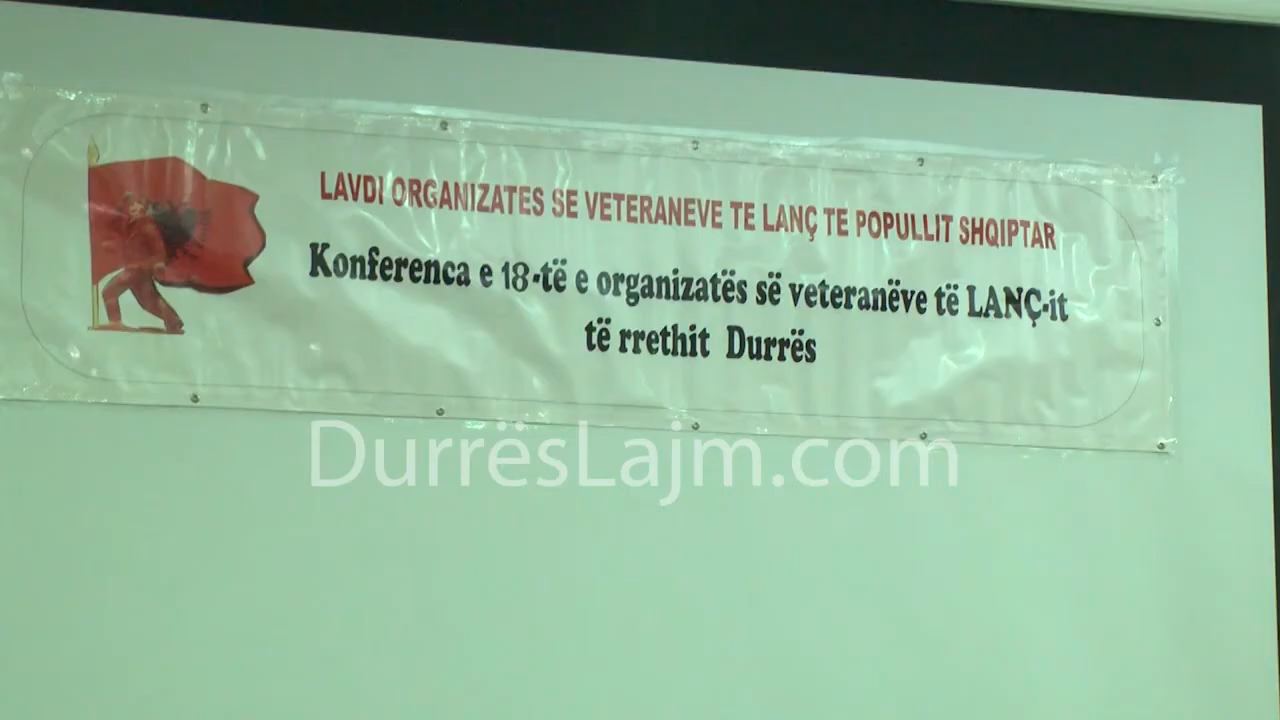 LAVDI ORGANIZATES SE VETERANEVE TE LANÇ TE POPULLIT SHQIPTAR
Konferenca e 18-të e organizatës së veteranëve të LANÇ-it
të rrethit Durrës
DurrësLajm.com